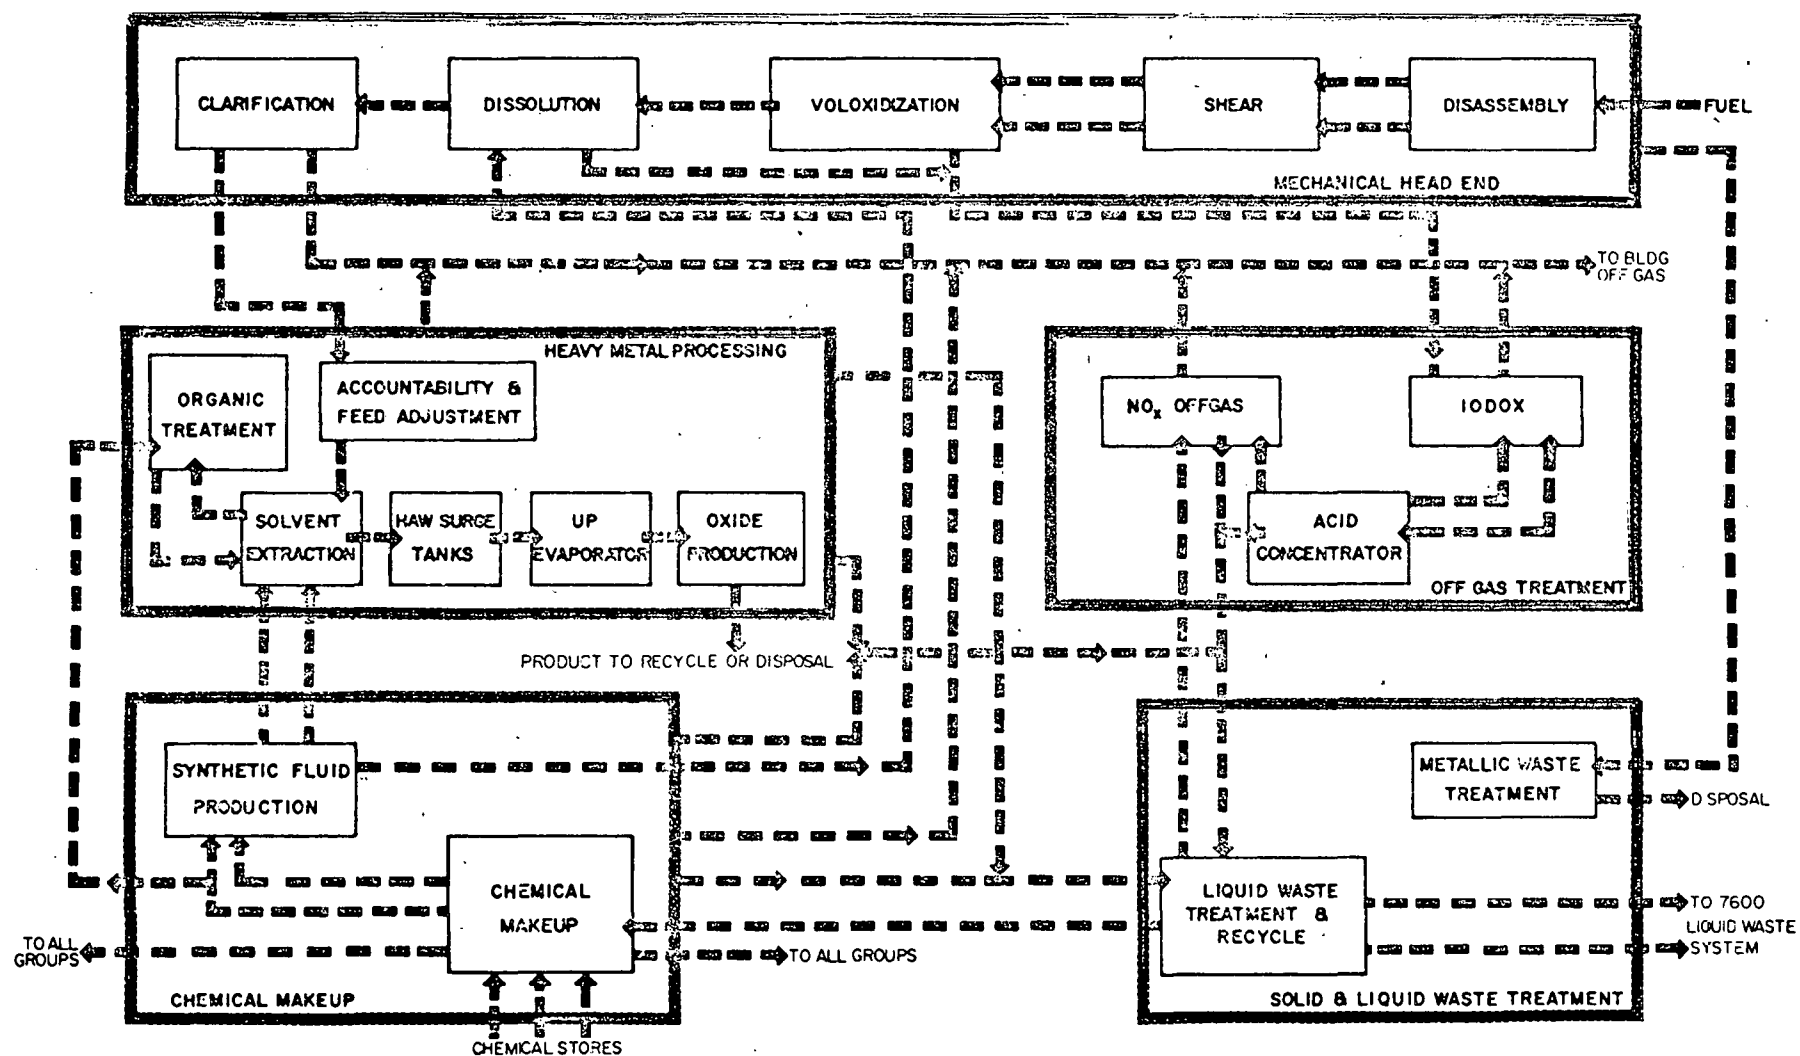 CLARIFICATION
DISSOLUTION
VOLOXIDIZATION
SHEAR
DISASSEMBLY
FUEL
MECHANICAL HEAD END
TO BLDG
OFF GAS
HEAVY METAL PROCESSING
ORGANIC
TREATMENT
ACCOUNTABILITY &
FEED ADJUSTMENT
SOLVENT
EXTRACTION
HAW SURGE
TANKS
UP
EVAPORATOR
OXIDE
PRODUCTION
PRODUCT TO RECYCLE OR DISPOSAL
NOx OFFGAS
IODOX
ACID
CONCENTRATOR
OFF GAS TREATMENT
SYNTHETIC FLUID
PRODUCTION
CHEMICAL
MAKEUP
TO ALL
GROUPS
TO ALL GROUPS
CHEMICAL MAKEUP
CHEMICAL STORES
METALLIC WASTE
TREATMENT
DISPOSAL
LIQUID WASTE
TREATMENT &
RECYCLE
TO 7600
LIQUID WASTE
SYSTEM
SOLID & LIQUID WASTE TREATMENT